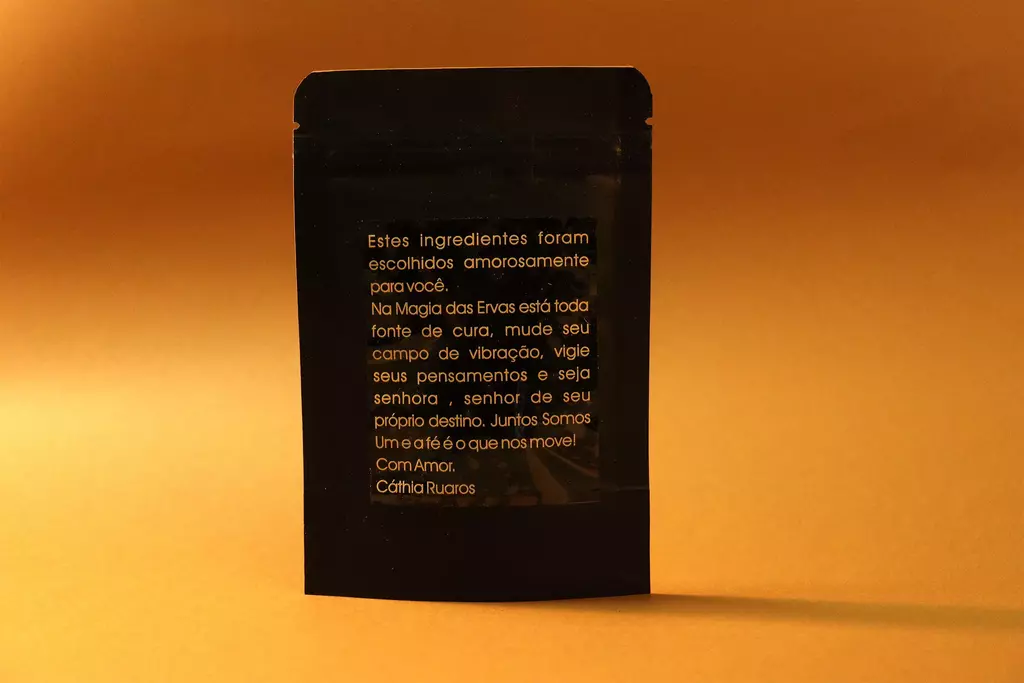 Estes ingredientes foram
escolhidos amorosamente
para você.
Na Magia das Ervas está toda
fonte de cura, mude seu
campo de vibração, vigie
seus pensamentos e seja
senhora , senhor de seu
próprio destino. Juntos Somos
Um e a fé é o que nos move!
Com Amor.
Cáthia Ruaros